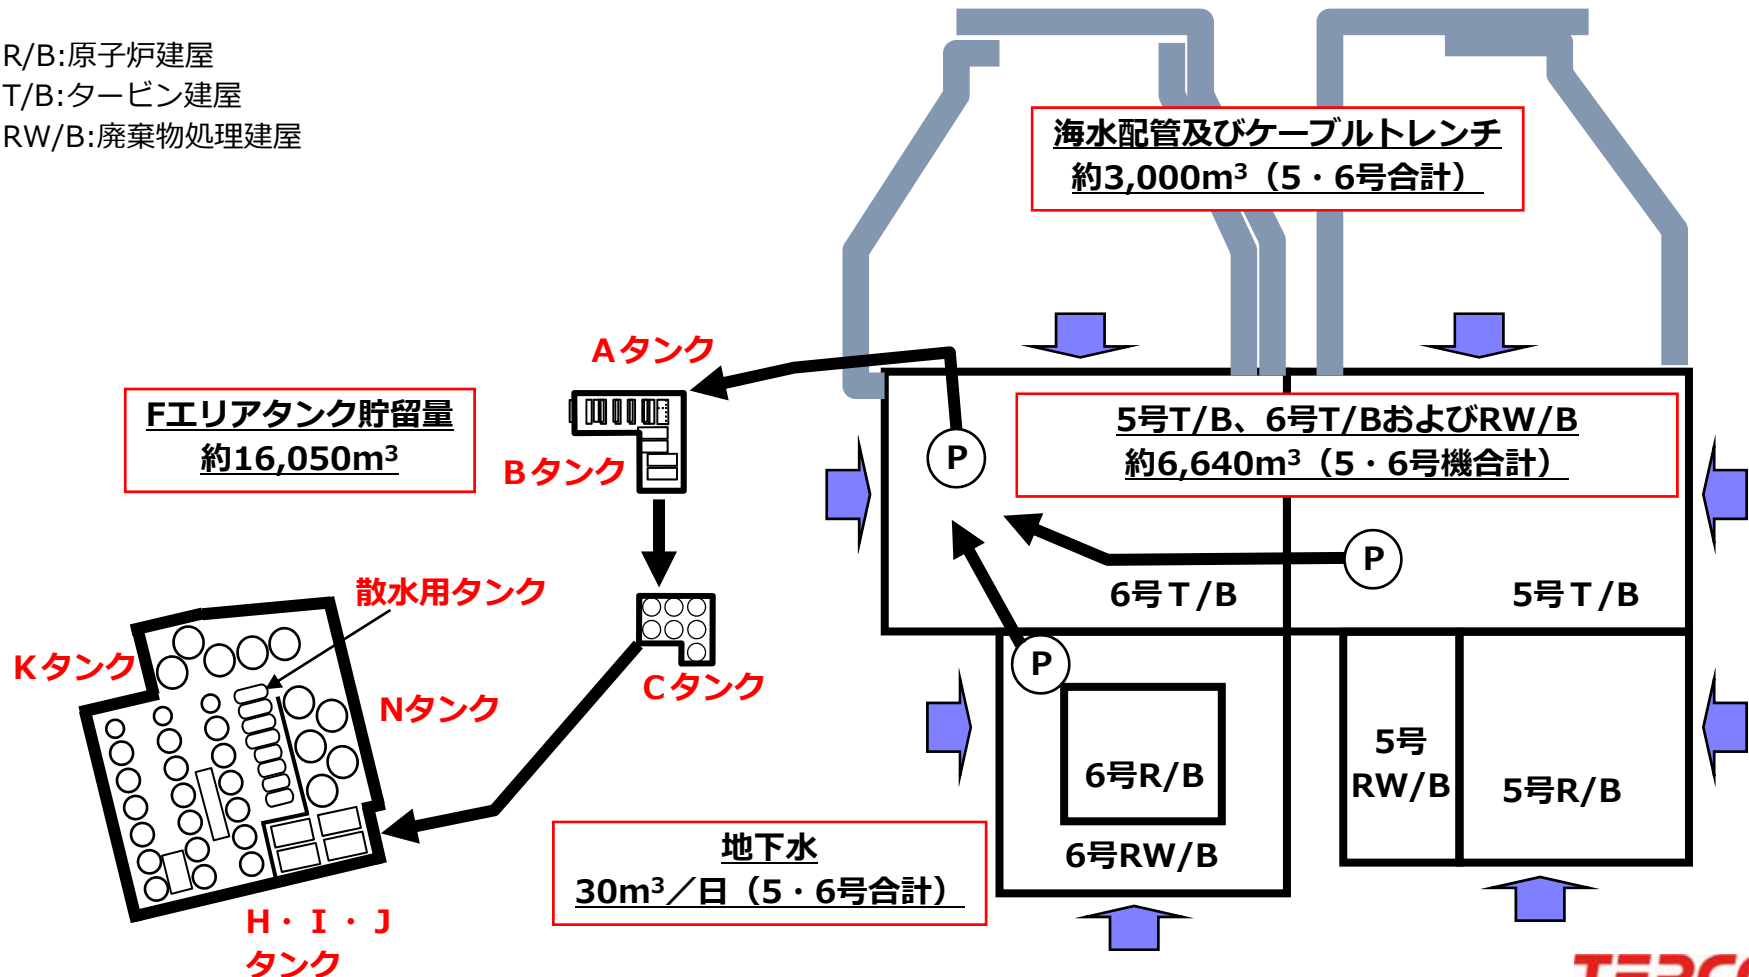 R/B:原子炉建屋
T/B:タービン建屋
RW/B:廃棄物処理建屋
海水配管及びケーブルトレンチ
約3,000m³（5・6号合計）
Aタンク
Fエリアタンク貯留量
約16,050m³
Bタンク
5号T/B、6号T/BおよびRW/B
約6,640m³（5・6号機合計）
P
P
6号T/B
5号T/B
散水用タンク
Kタンク
Nタンク
Cタンク
P
6号R/B
5号
RW/B
5号R/B
6号RW/B
地下水
30m³／日（5・6号合計）
H・I・J
タンク